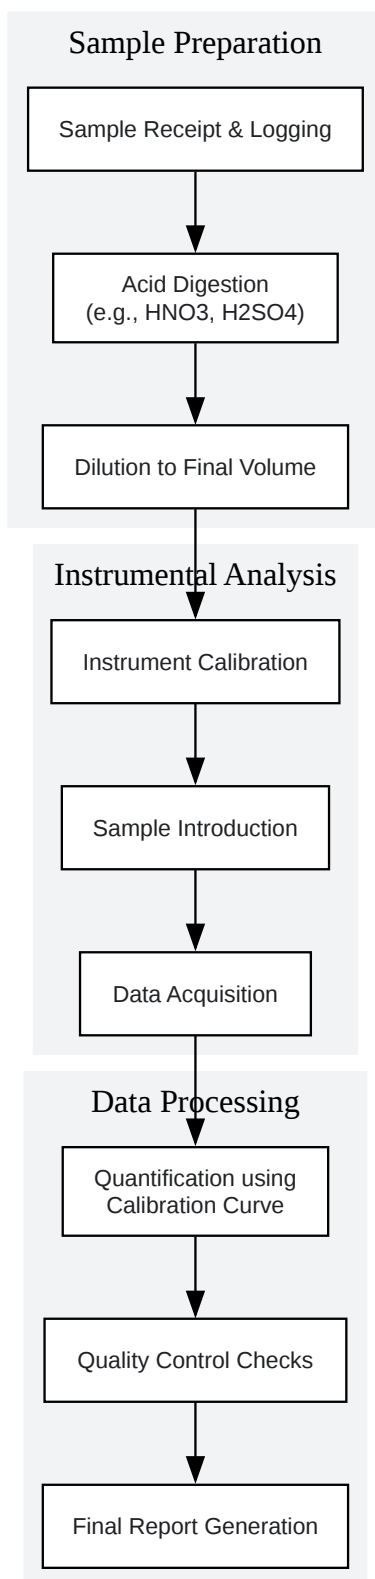 Sample Preparation
Sample Receipt & Logging
Acid Digestion
(e.g., HNO3, H2SO4)
Dilution to Final Volume
Instrumental Analysis
Instrument Calibration
Sample Introduction
Data Acquisition
Data Processing
Quantification using
Calibration Curve
Quality Control Checks
Final Report Generation